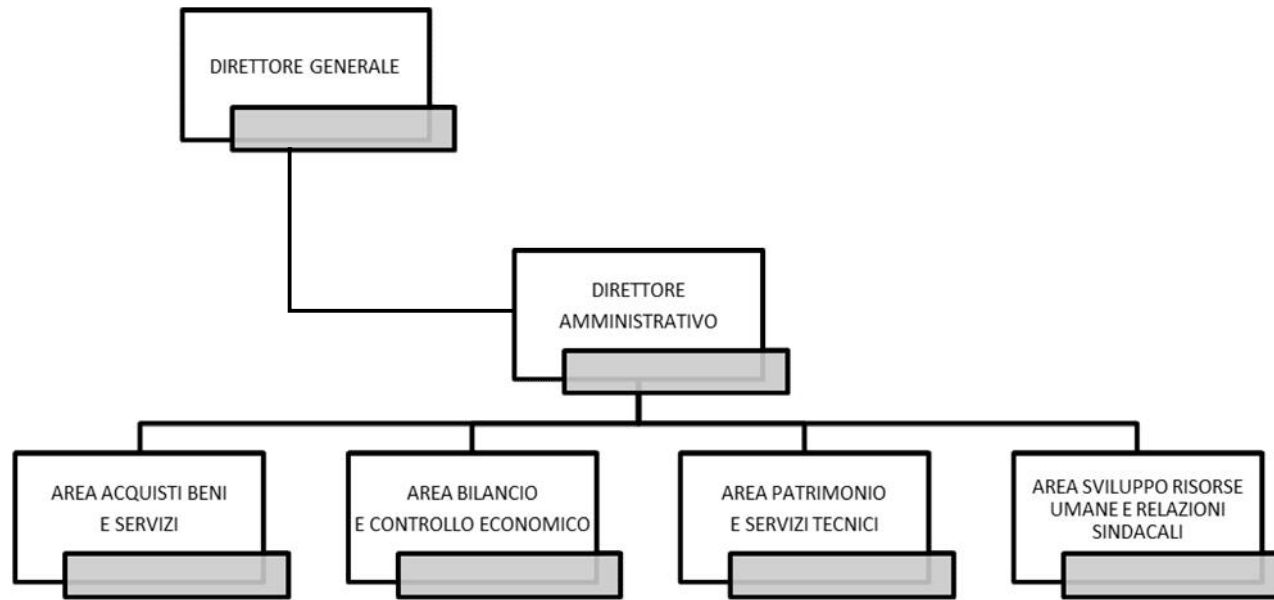 DIRETTORE GENERALE
DIRETTORE
AMMINISTRATIVO
AREA ACQUISTI BENI
E SERVIZI
AREA BILANCIO
E CONTROLLO ECONOMICO
AREA PATRIMONIO
E SERVIZI TECNICI
AREA SVILUPPO RISORSE
UMANE E RELAZIONI
SINDACALI